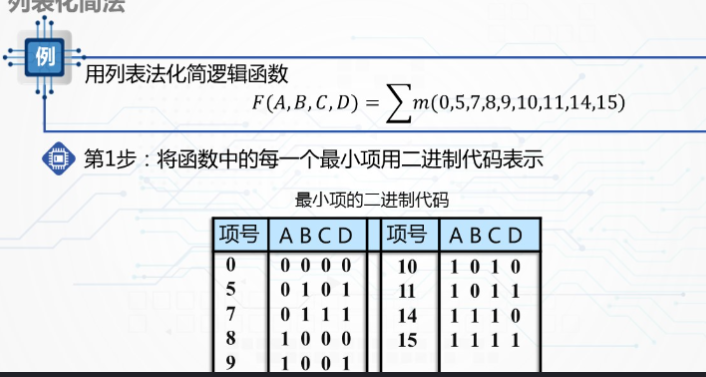 列表化简法
例
用列表法化简逻辑函数
F(A,B,C,D) = ∑m(0,5,7,8,9,10,11,14,15)
第1步：将函数中的每一个最小项用二进制代码表示
最小项的二进制代码
项号 A B C D 项号 A B C D
0 0 0 0 0 10 1 0 1 0
5 0 1 0 1 11 1 0 1 1
7 0 1 1 1 14 1 1 1 0
8 1 0 0 0 15 1 1 1 1
9 1 0 0 1